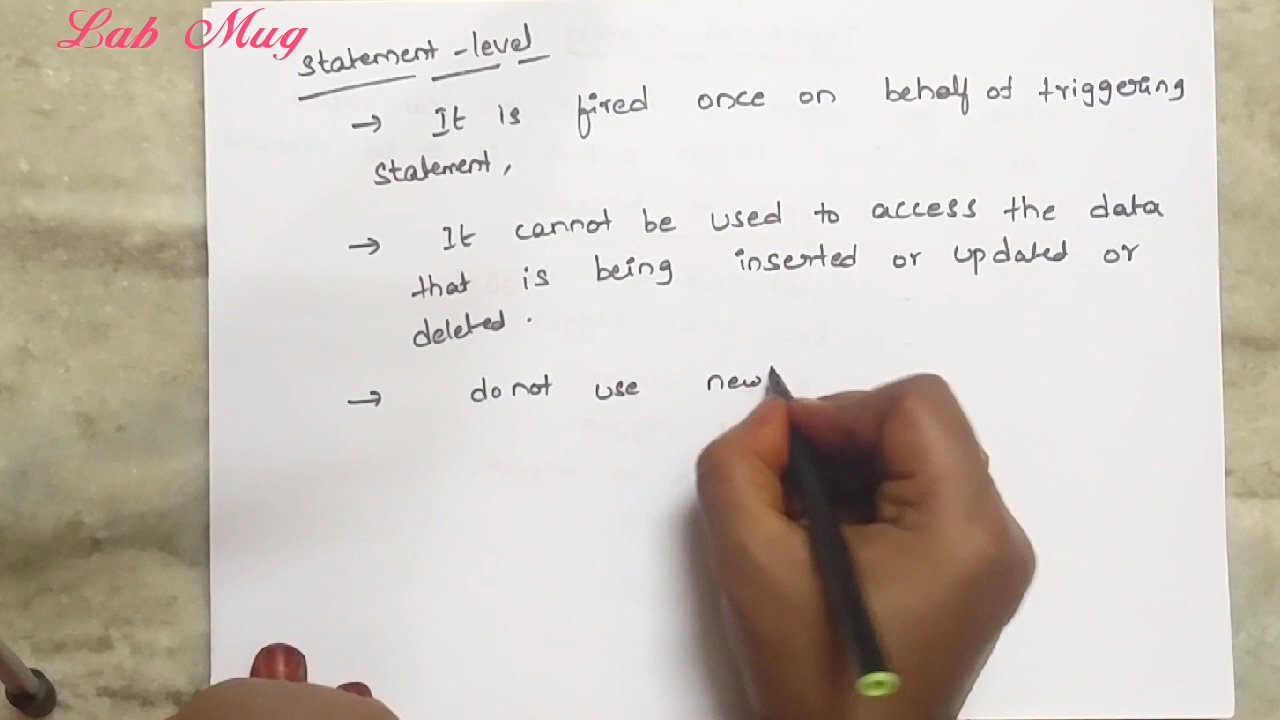 Lab Mug
statement-level
→ It is fired once on behalf of triggering
statement,
→ It cannot be used to access the data
that is being inserted or updated or
deleted.
→ do not use new